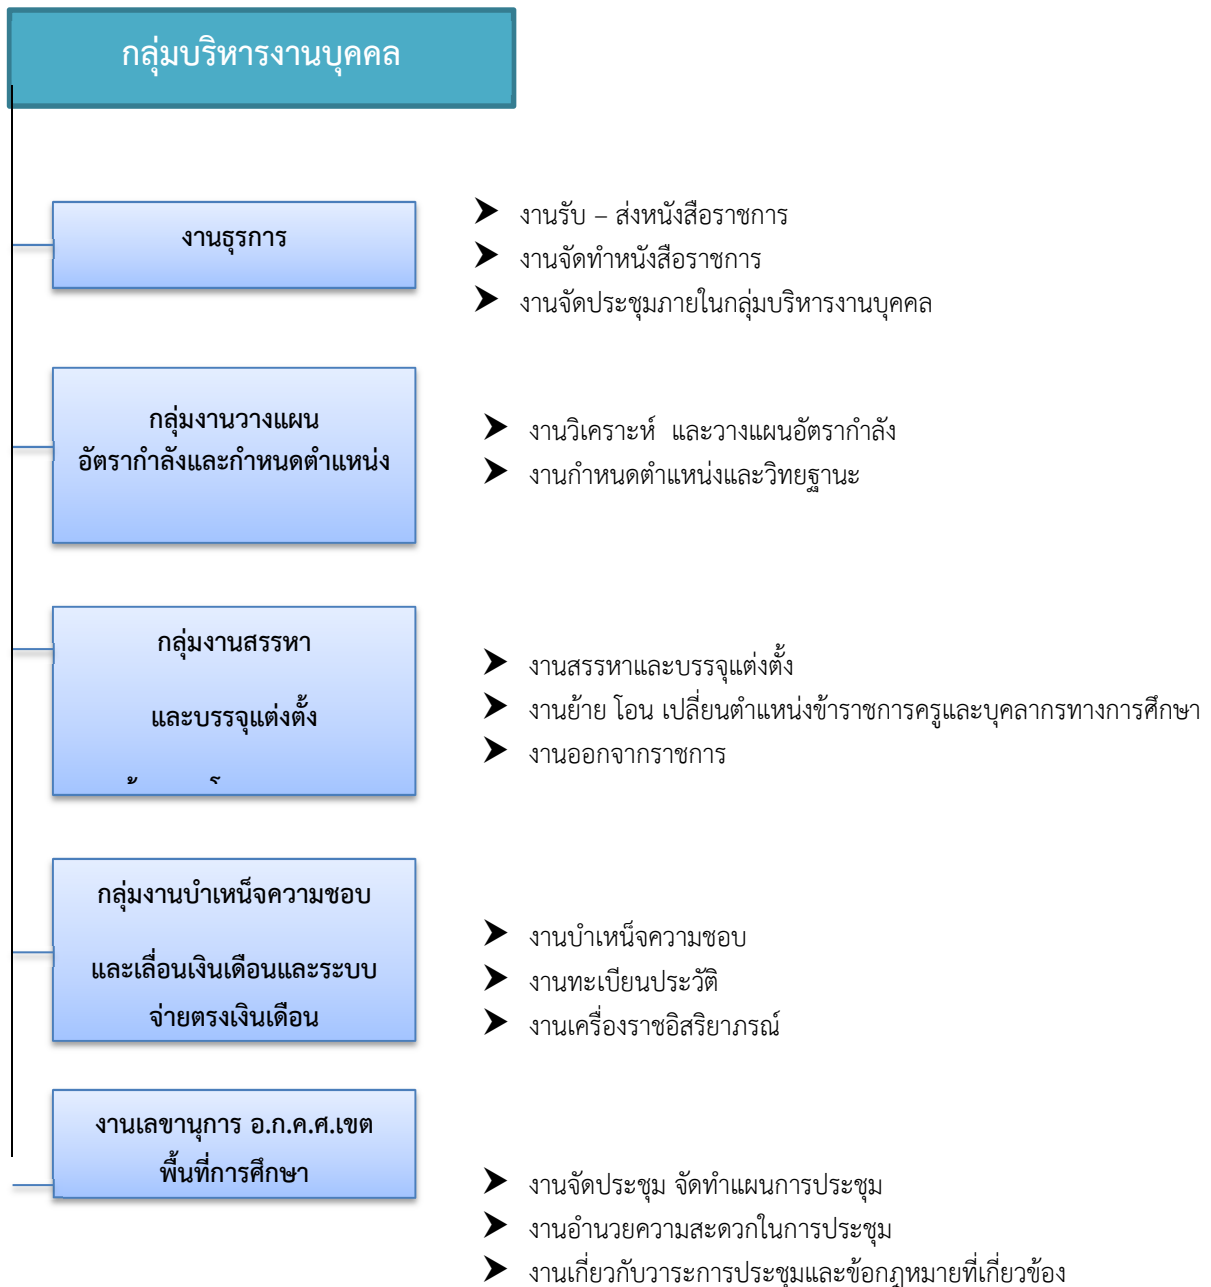 กลุ่มบริหารงานบุคคล
งานธุรการ
งานรับ – ส่งหนังสือราชการ
งานจัดทำหนังสือราชการ
งานจัดประชุมภายในกลุ่มบริหารงานบุคคล
กลุ่มงานวางแผน
อัตรากำลังและกำหนดตำแหน่ง
งานวิเคราะห์ และวางแผนอัตรากำลัง
งานกำหนดตำแหน่งและวิทยฐานะ
กลุ่มงานสรรหา
และบรรจุแต่งตั้ง
งานสรรหาและบรรจุแต่งตั้ง
งานย้าย โอน เปลี่ยนตำแหน่งข้าราชการครูและบุคลากรทางการศึกษา
งานออกจากราชการ
กลุ่มงานบำเหน็จความชอบ
และเลื่อนเงินเดือนและระบบ
จ่ายตรงเงินเดือน
งานบำเหน็จความชอบ
งานทะเบียนประวัติ
งานเครื่องราชอิสริยาภรณ์
งานเลขานุการ อ.ก.ค.ศ.เขต
พื้นที่การศึกษา
งานจัดประชุม จัดทำแผนการประชุม
งานอำนวยความสะดวกในการประชุม
งานเกี่ยวกับวาระการประชุมและข้อกฎหมายที่เกี่ยวข้อง